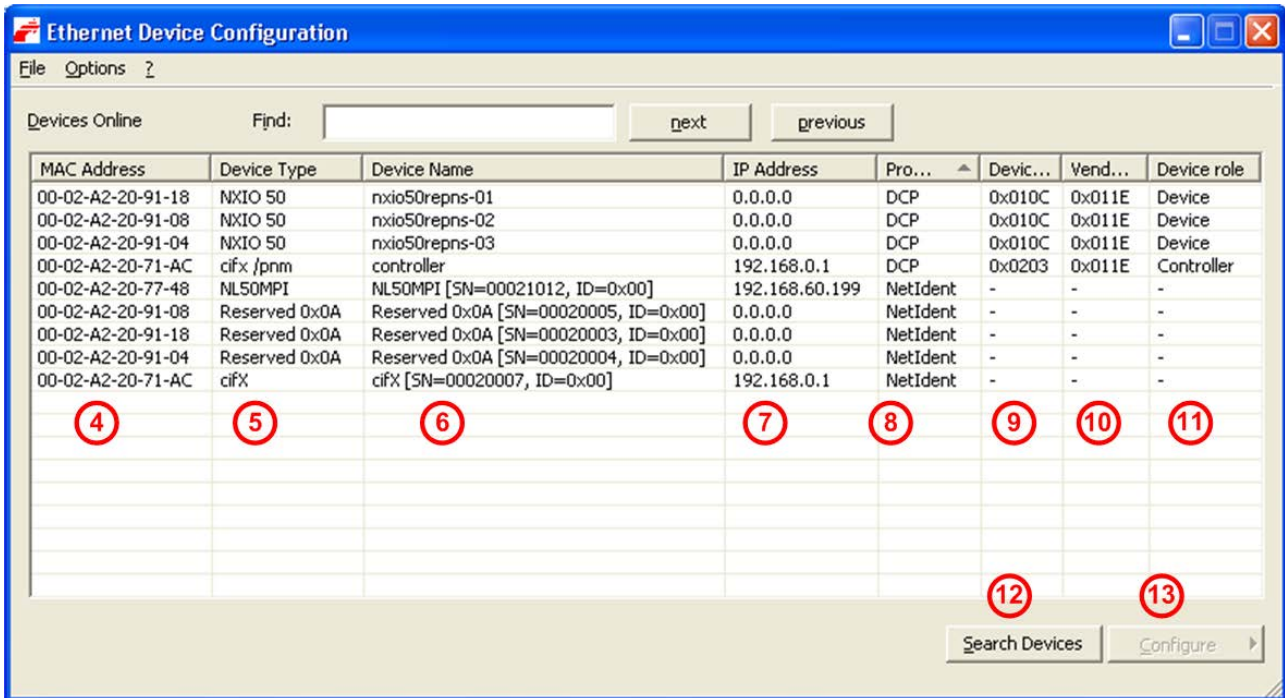 Ethernet Device Configuration
File Options ?
Devices Online Find: next previous
MAC Address Device Type Device Name IP Address Pro... Devic... Vend... Device role
00-02-A2-20-91-18 NXIO 50 nxio50repns-01 0.0.0.0 DCP 0x010C 0x011E Device
00-02-A2-20-91-08 NXIO 50 nxio50repns-02 0.0.0.0 DCP 0x010C 0x011E Device
00-02-A2-20-91-04 NXIO 50 nxio50repns-03 0.0.0.0 DCP 0x010C 0x011E Device
00-02-A2-20-71-AC cifx /pnm controller 192.168.0.1 DCP 0x0203 0x011E Controller
00-02-A2-20-77-48 NL50MPI NL50MPI [SN=00021012, ID=0x00] 192.168.60.199 NetIdent - - -
00-02-A2-20-91-08 Reserved 0x0A Reserved 0x0A [SN=00020005, ID=0x00] 0.0.0.0 NetIdent - - -
00-02-A2-20-91-18 Reserved 0x0A Reserved 0x0A [SN=00020003, ID=0x00] 0.0.0.0 NetIdent - - -
00-02-A2-20-91-04 Reserved 0x0A Reserved 0x0A [SN=00020004, ID=0x00] 0.0.0.0 NetIdent - - -
00-02-A2-20-71-AC cifX cifX [SN=00020007, ID=0x00] 192.168.0.1 NetIdent - - -
4 5 6 7 8 9 10 11
12 13
Search Devices Configure